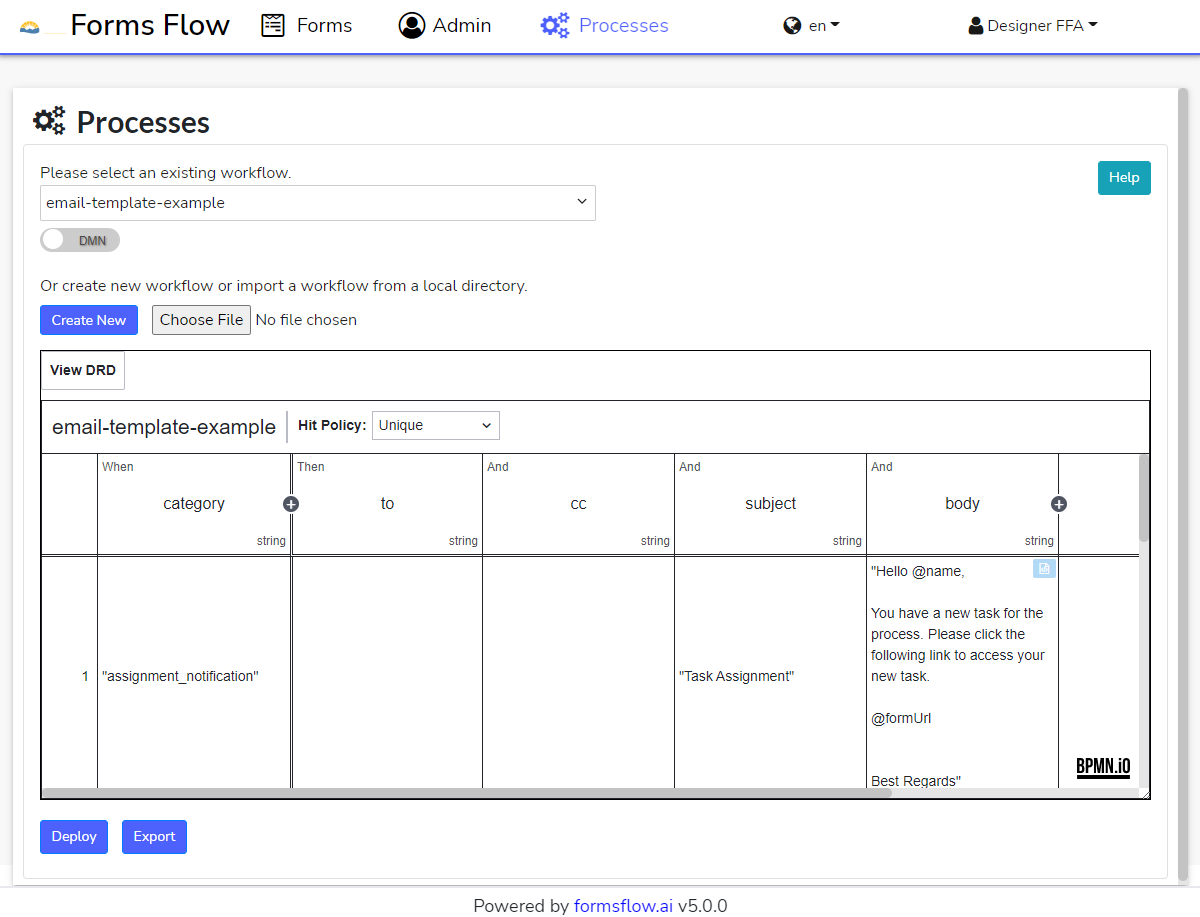 Forms Flow Forms Admin Processes en Designer FFA
Processes
Please select an existing workflow.
Help
email-template-example
DMN
Or create new workflow or import a workflow from a local directory.
Create New Choose File No file chosen
View DRD
email-template-example Hit Policy: Unique
When Then And And And
category to cc subject body
string string string string string
1 "assignment_notification" "Task Assignment"
"Hello @name,
You have a new task for the
process. Please click the
following link to access your
new task.
@formUrl
Best Regards"
BPMN.iO
Deploy Export
Powered by formsflow.ai v5.0.0